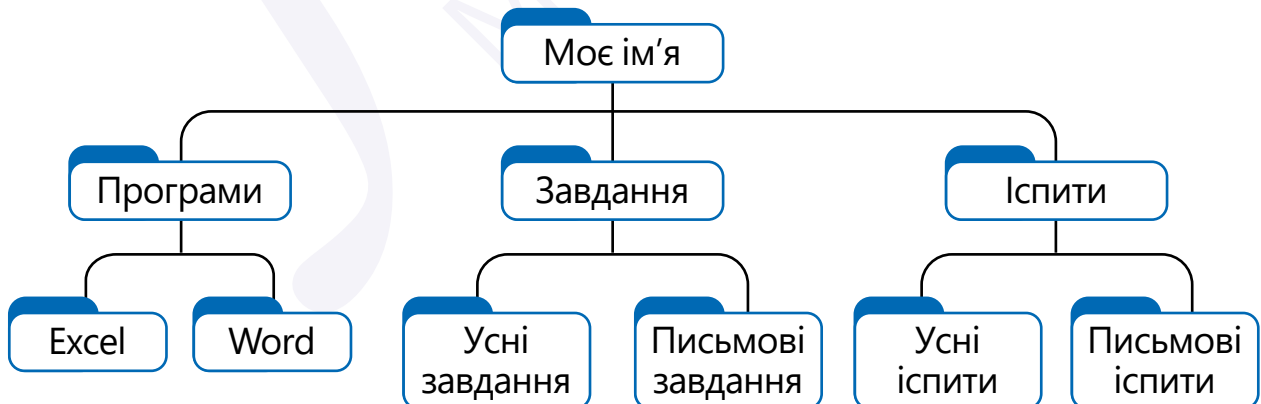 Моє ім’я
Програми
Завдання
Іспити
Excel
Word
Усні
завдання
Письмові
завдання
Усні
іспити
Письмові
іспити